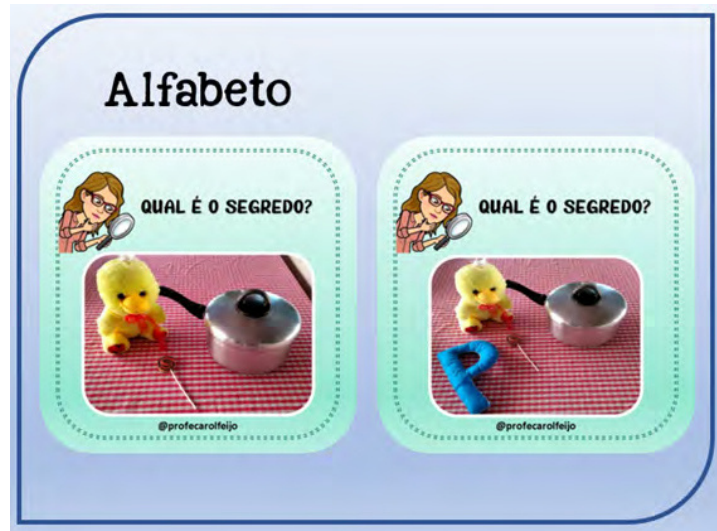 Alfabeto
QUAL É O SEGREDO?
@profecarolfeijo
QUAL É O SEGREDO?
P
@profecarolfeijo